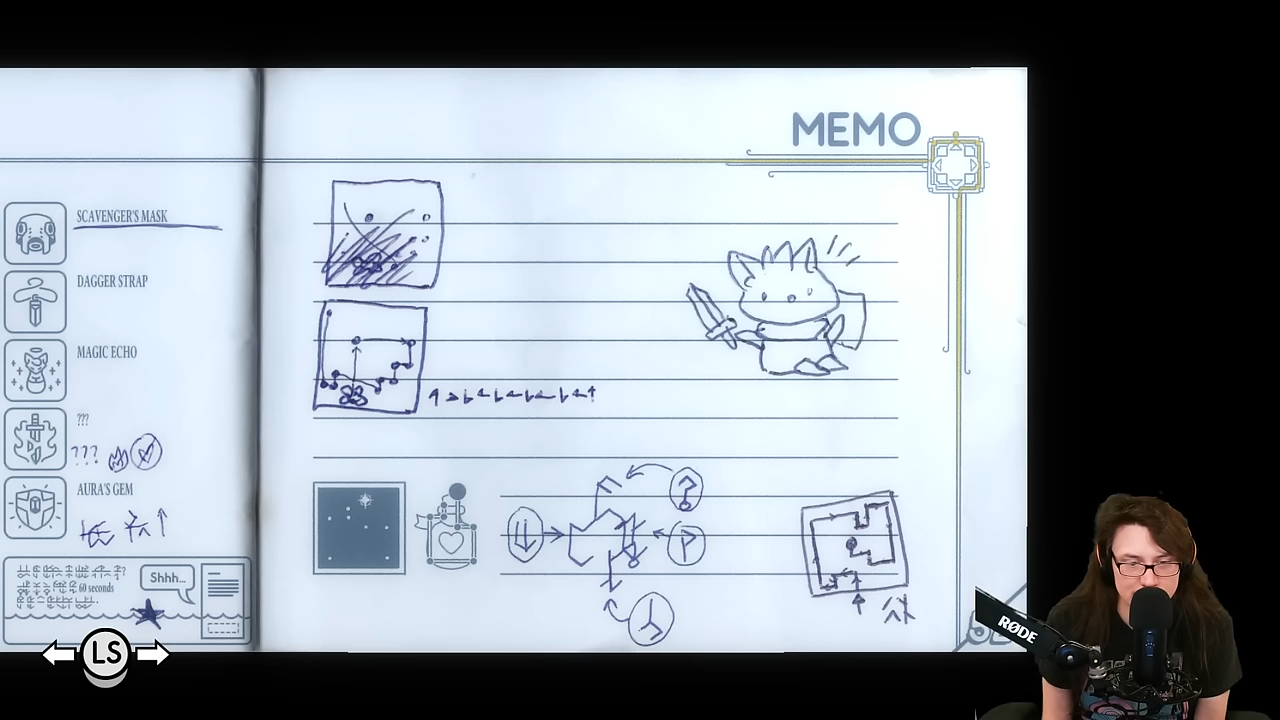 MEMO
SCAVENGER'S MASK
DAGGER STRAP
MAGIC ECHO
???
???
AURA'S GEM
Shhh...
60 seconds
LS
RØDE